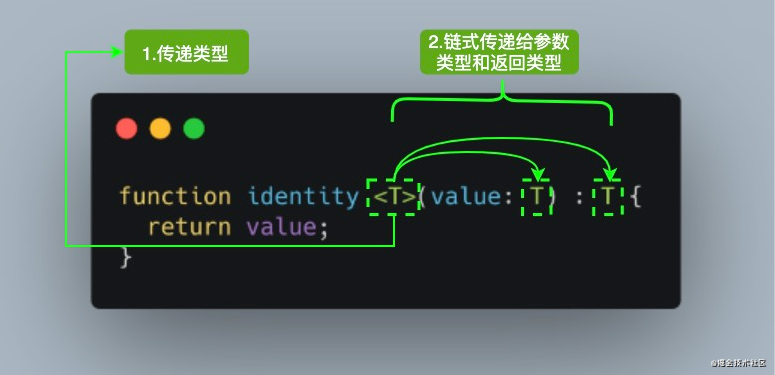 1.传递类型
2.链式传递给参数
类型和返回类型
function identity <T>(value: T) : T {
return value;
}
@掘金技术社区